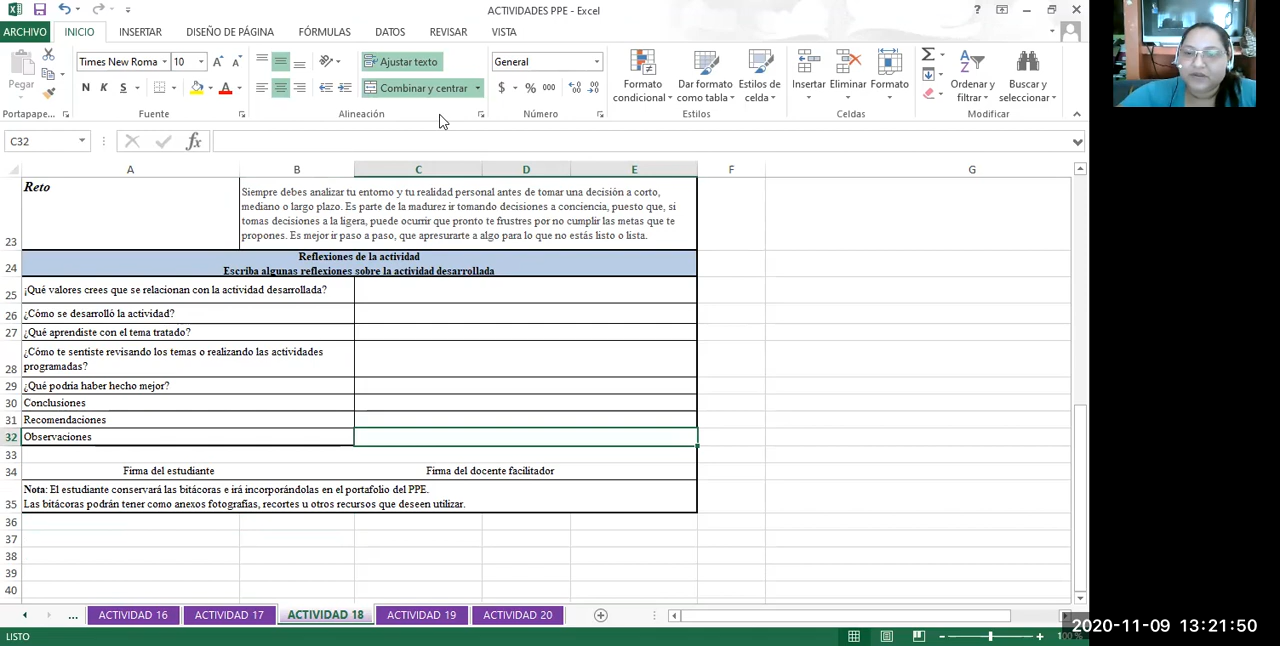 ACTIVIDADES PPE - Excel
ARCHIVO INICIO INSERTAR DISEÑO DE PÁGINA FÓRMULAS DATOS REVISAR VISTA
Pegar
Times New Roma 10
N K S
Ajustar texto
Combinar y centrar
General
$ % 000
Formato condicional
Dar formato como tabla
Estilos de celda
Insertar Eliminar Formato
Ordenar y filtrar
Buscar y seleccionar
Portapape... Fuente Alineación Número Estilos Celdas Modificar
C32 fx
A B C D E F G
Reto
Siempre debes analizar tu entorno y tu realidad personal antes de tomar una decisión a corto,
mediano o largo plazo. Es parte de la madurez ir tomando decisiones a conciencia, puesto que, si
tomas decisiones a la ligera, puede ocurrir que pronto te frustres por no cumplir las metas que te
propones. Es mejor ir paso a paso, que apresurarte a algo para lo que no estás listo o lista.
23
Reflexiones de la actividad
24 Escriba algunas reflexiones sobre la actividad desarrollada
25 ¿Qué valores crees que se relacionan con la actividad desarrollada?
26 ¿Cómo se desarrolló la actividad?
27 ¿Qué aprendiste con el tema tratado?
¿Cómo te sentiste revisando los temas o realizando las actividades
28 programadas?
29 ¿Qué podría haber hecho mejor?
30 Conclusiones
31 Recomendaciones
32 Observaciones
33
34 Firma del estudiante Firma del docente facilitador
Nota: El estudiante conservará las bitácoras e irá incorporándolas en el portafolio del PPE.
35 Las bitácoras podrán tener como anexos fotografías, recortes u otros recursos que deseen utilizar.
36
37
38
39
40
... ACTIVIDAD 16 ACTIVIDAD 17 ACTIVIDAD 18 ACTIVIDAD 19 ACTIVIDAD 20
LISTO 100 %
2020-11-09 13:21:50